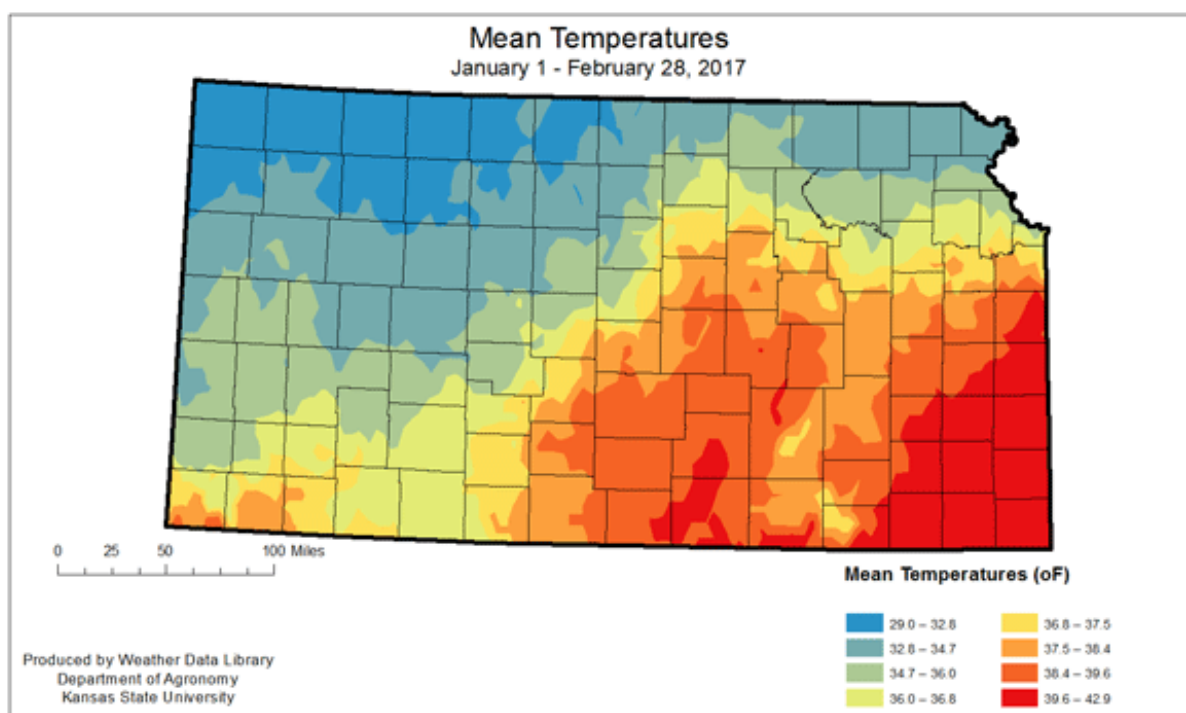 Mean Temperatures
January 1 - February 28, 2017
0 25 50 100 Miles
Mean Temperatures (oF)
29.0 – 32.8
32.8 – 34.7
34.7 – 36.0
36.0 – 36.8
36.8 – 37.5
37.5 – 38.4
38.4 – 39.6
39.6 – 42.9
Produced by Weather Data Library
Department of Agronomy
Kansas State University